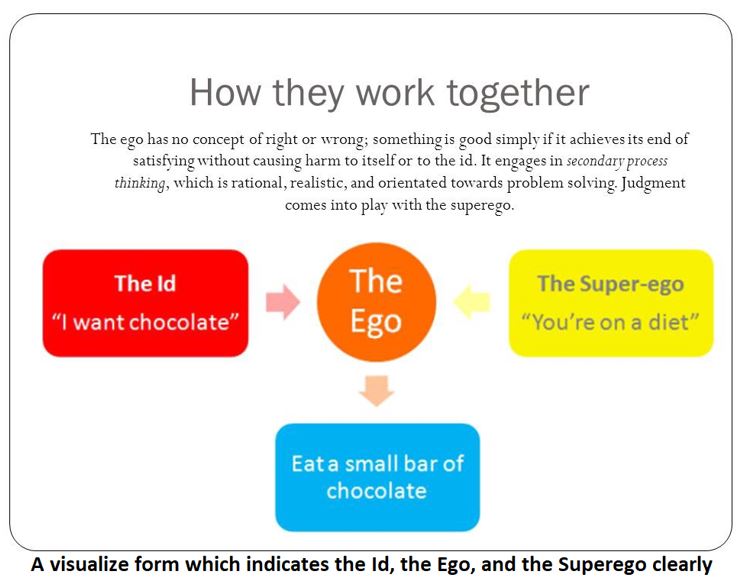 How they work together
The ego has no concept of right or wrong; something is good simply if it achieves its end of
satisfying without causing harm to itself or to the id. It engages in secondary process
thinking, which is rational, realistic, and orientated towards problem solving. Judgment
comes into play with the superego.
The Id
"I want chocolate"
The
Ego
The Super-ego
"You're on a diet"
Eat a small bar of
chocolate
A visualize form which indicates the Id, the Ego, and the Superego clearly